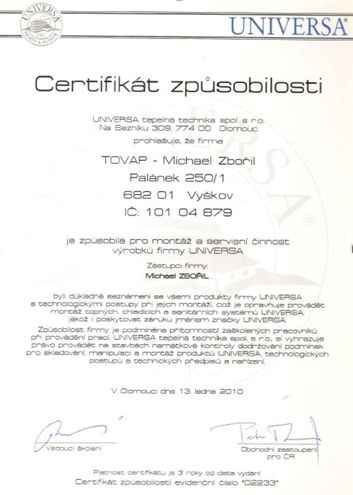 UNIVERSA
UNIVERSA
Certifikát způsobilosti
UNIVERSA tepelná technika spol. s r.o.
Na Sezníku 309, 774 00 Olomouc
prohlašuje, že firma
TOVAP - Michael Zbořil
Palánek 250/1
682 01 Vyškov
IČ: 101 04 879
je způsobilá pro montáž a servisní činnost
výrobků firmy UNIVERSA
Zástupci firmy:
Michael ZBOŘIL
byli důkladně seznámeni se všemi produkty firmy UNIVERSA
a technologickými postupy při jejich montáži, což je opravňuje provádět
montáž topných, chladících a sanitárních systémů UNIVERSA,
jakož i poskytovat záruku jménem značky UNIVERSA.
Způsobilost firmy je podmíněna přítomností zaškolených pracovníků
při provádění prací. UNIVERSA tepelná technika spol. s r.o., si vyhrazuje
právo provádět na stavbách namátkové kontroly dodržování podmínek
pro skladování, manipulaci a montáž produktů UNIVERSA, technologických
postupů a technických předpisů a nařízení.
V Olomouci dne 13. ledna 2010
Vedoucí školení
Obchodní zastoupení
pro ČR
Platnost certifikátu je 3 roky od data vydání
Certifikát způsobilosti evidenční číslo "02233"